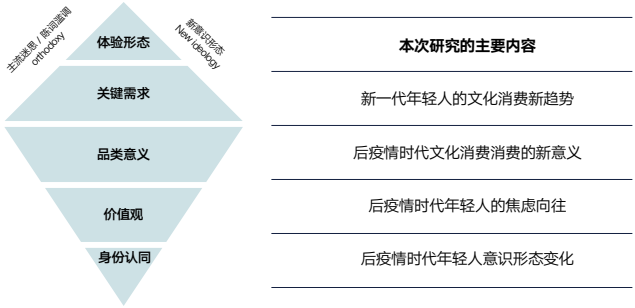 主流迷思 / 陈词滥调
orthodoxy
新意识形态
New ideology
体验形态
关键需求
品类意义
价值观
身份认同
本次研究的主要内容
新一代年轻人的文化消费新趋势
后疫情时代文化消费消费的新意义
后疫情时代年轻人的焦虑向往
后疫情时代年轻人意识形态变化